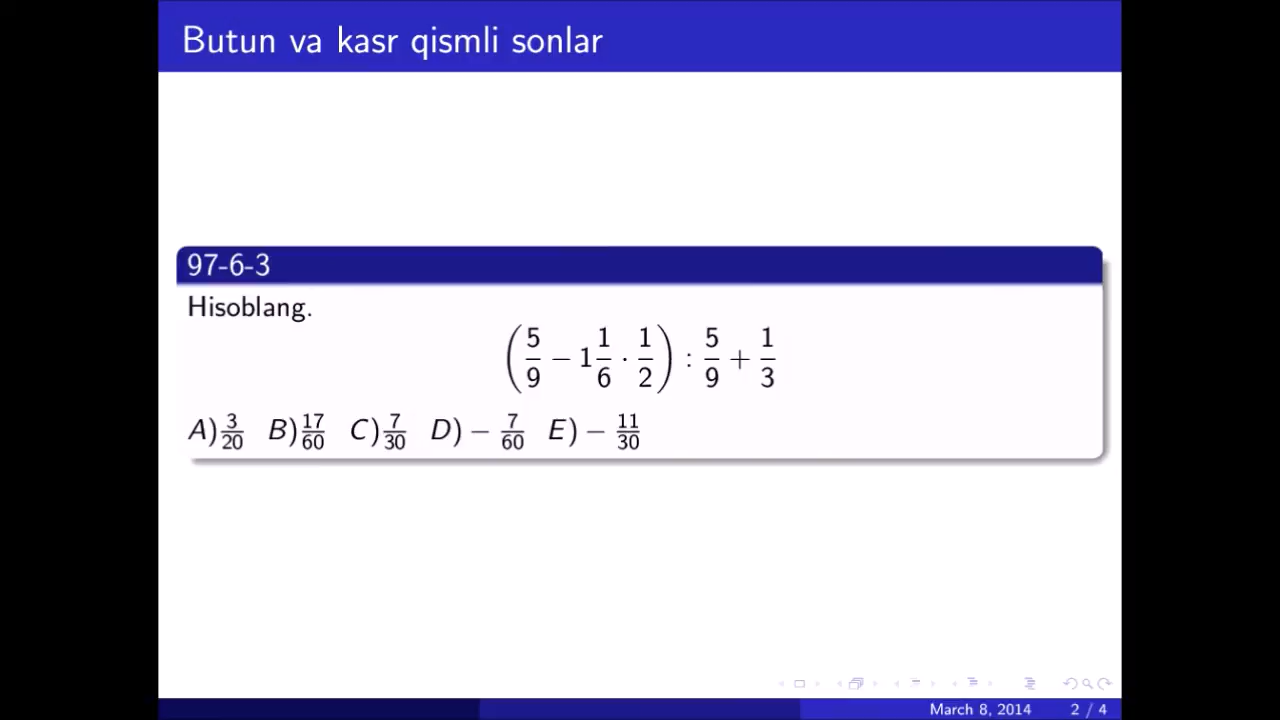 Butun va kasr qismli sonlar
97-6-3
Hisoblang.
(5/9 − 1 1/6 · 1/2) : 5/9 + 1/3
A) 3/20 B) 17/60 C) 7/30 D) − 7/60 E) − 11/30
March 8, 2014 2 / 4